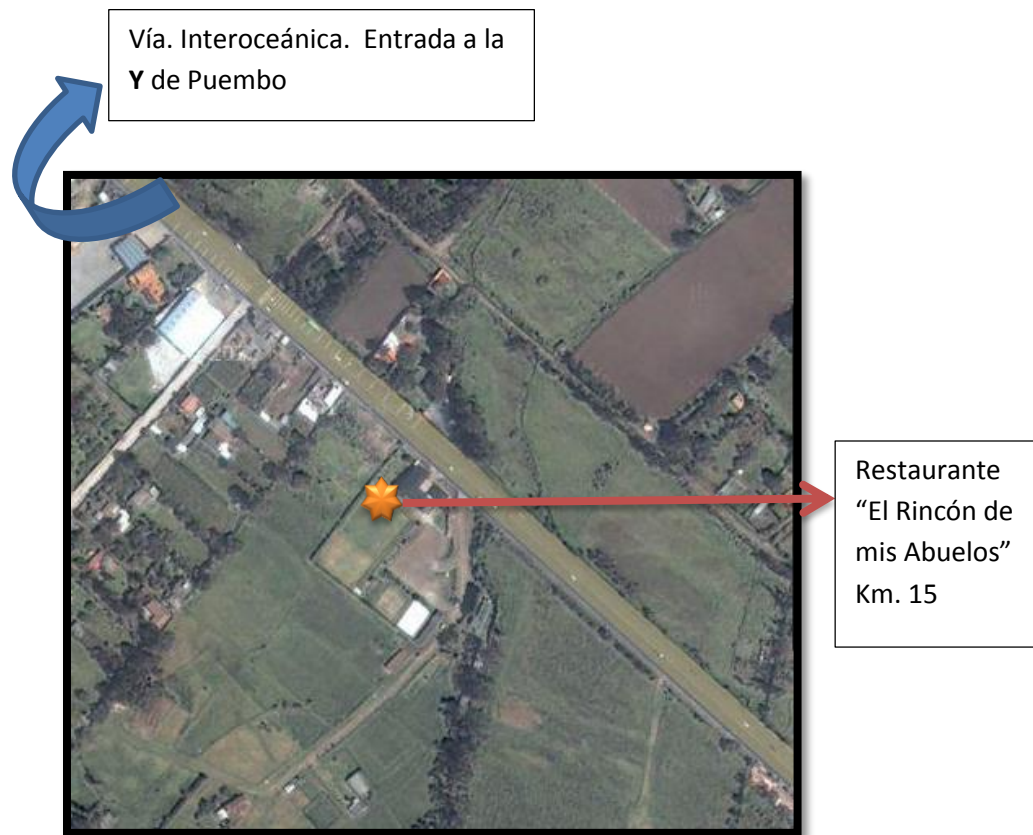 Vía. Interoceánica.  Entrada a la
Y de Puembo
Restaurante
“El Rincón de
mis Abuelos”
Km. 15